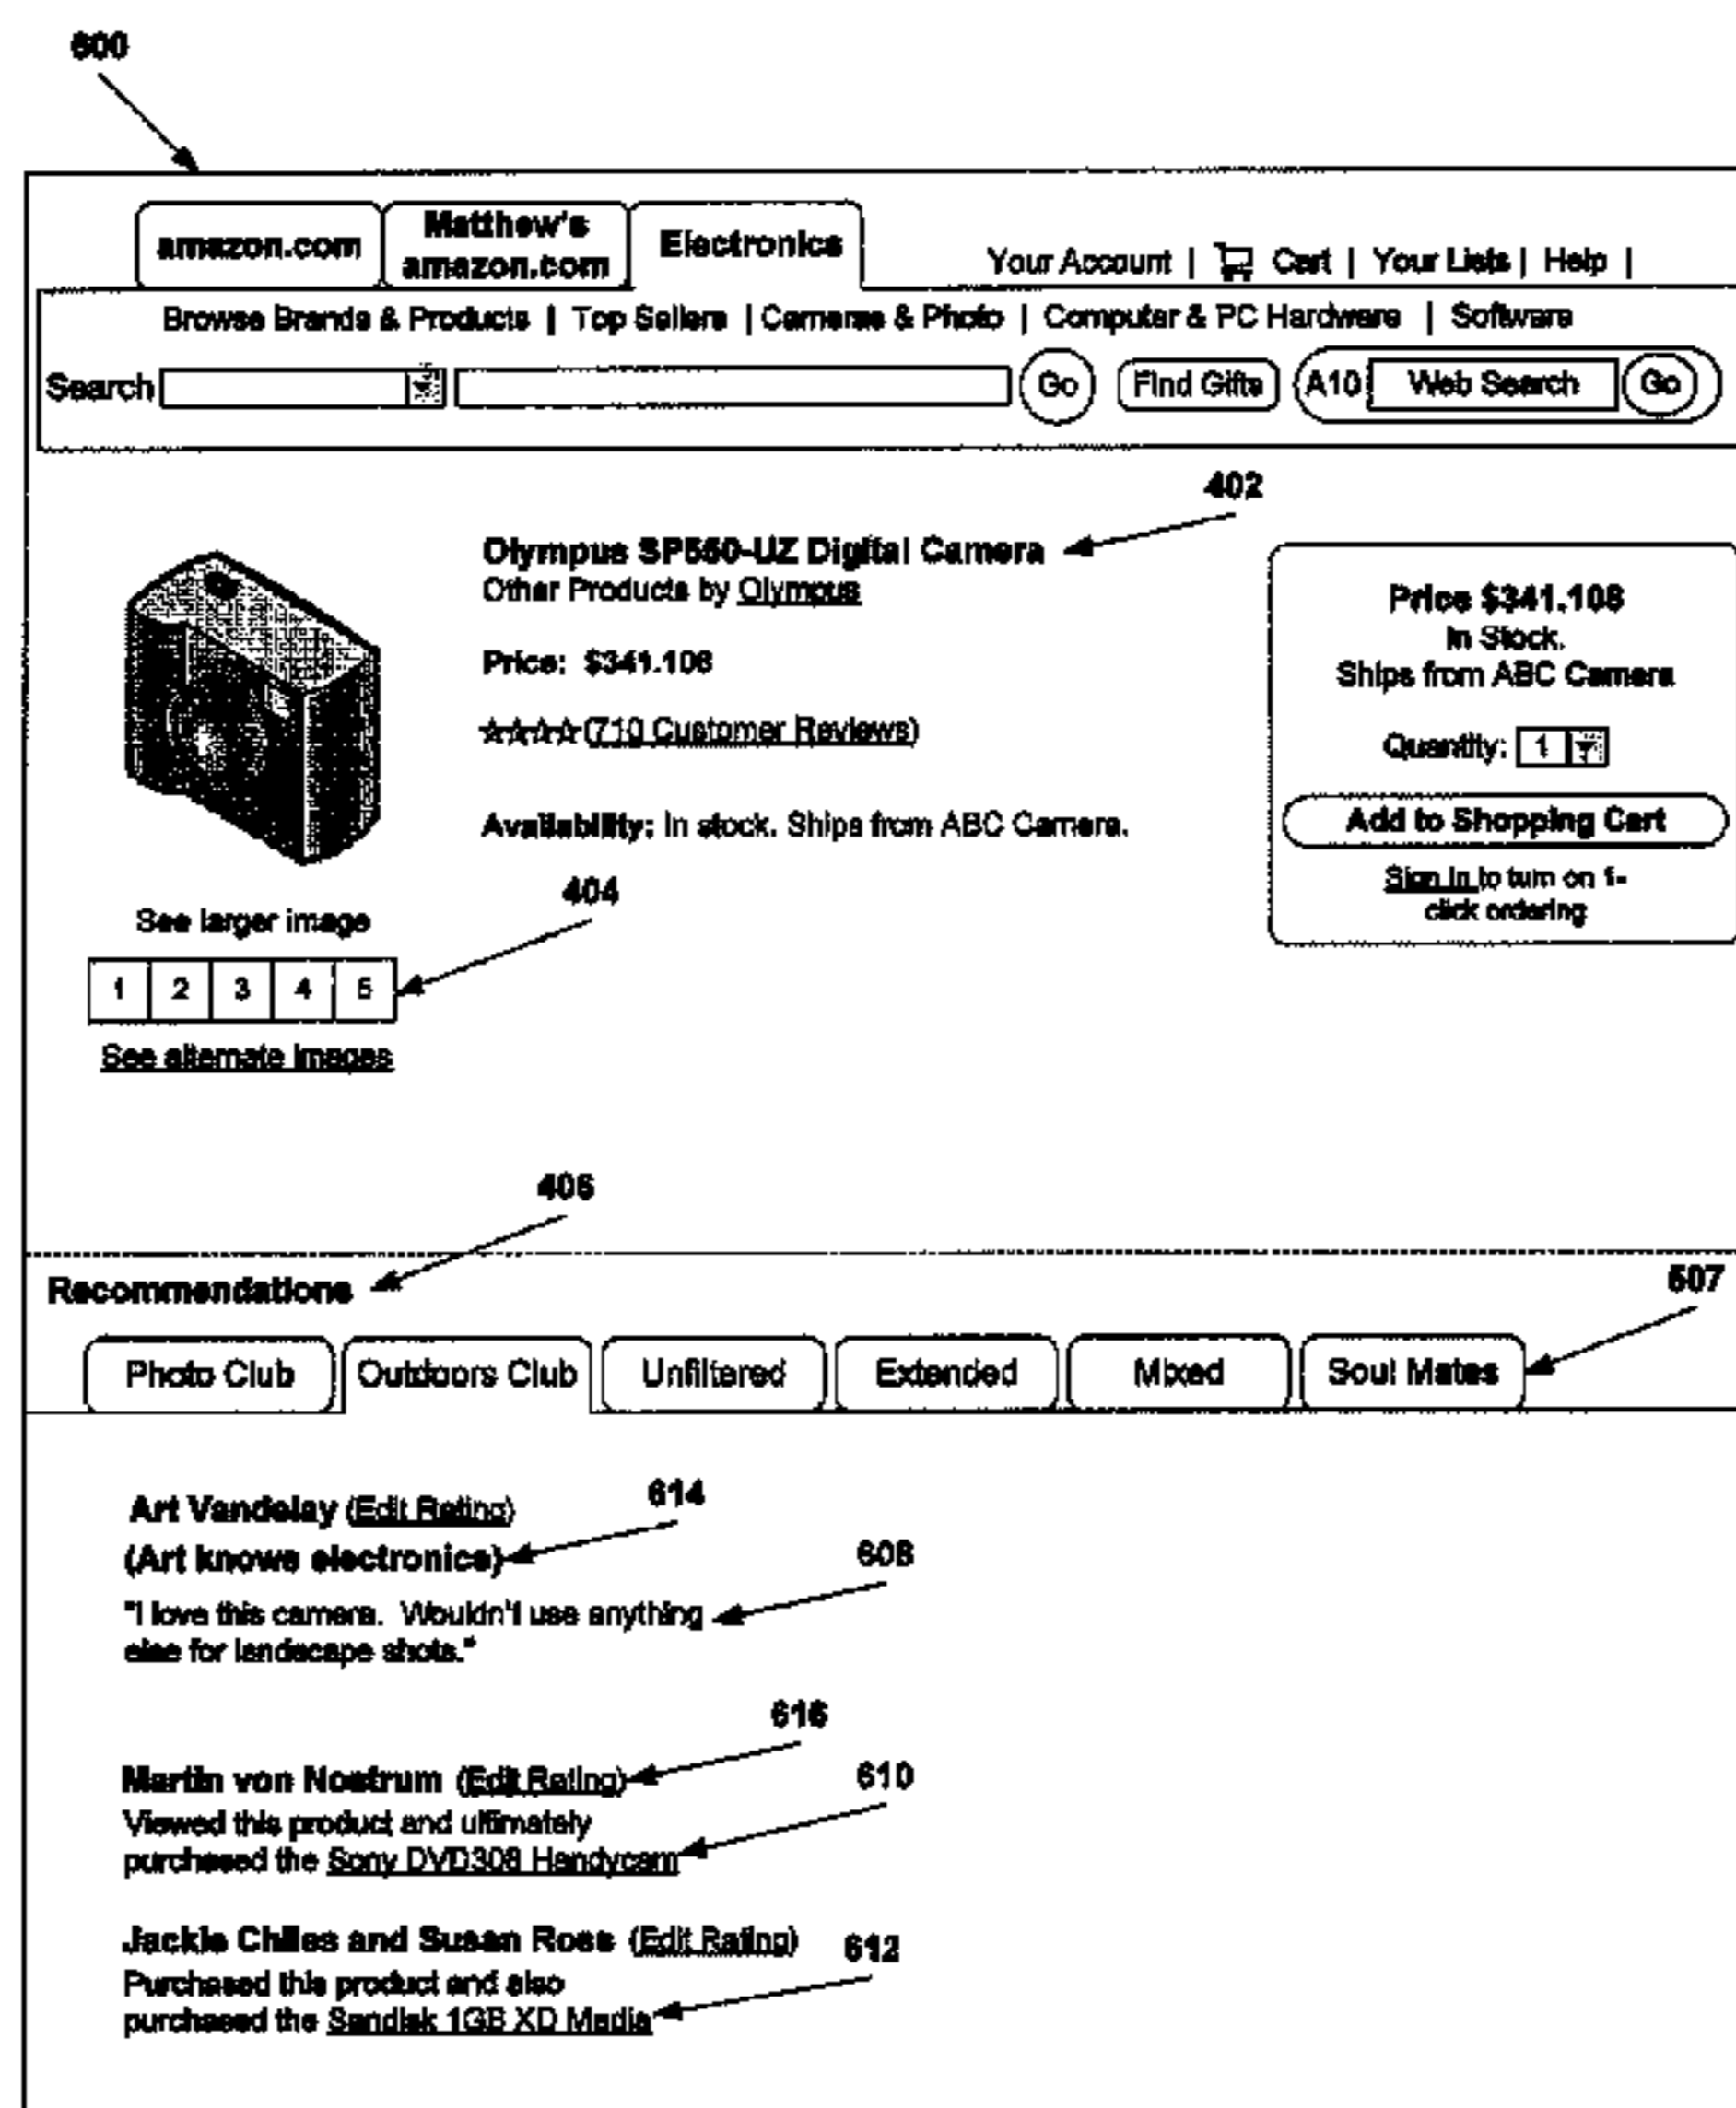 600
amazon.com
Matthew's
amazon.com
Electronics
Your Account | Cart | Your Lists | Help |
Browse Brands & Products | Top Sellers | Cameras & Photo | Computer & PC Hardware | Software
Search Go Find Gifts A10 Web Search Go
402
Olympus SP550-UZ Digital Camera
Other Products by Olympus
Price: $341.108
☆☆☆☆ (710 Customer Reviews)
Availability: In stock. Ships from ABC Camera.
Price $341.108
In Stock.
Ships from ABC Camera
Quantity: 1
Add to Shopping Cart
Sign in to turn on 1-
click ordering
404
See larger image
1 2 3 4 5
See alternate images
406
Recommendations
507
Photo Club Outdoors Club Unfiltered Extended Mixed Soul Mates
Art Vandelay (Edit Rating)
614
(Art knows electronics)
608
"I love this camera. Wouldn't use anything
else for landscape shots."
616
Martin von Nostrum (Edit Rating)
610
Viewed this product and ultimately
purchased the Sony DVD308 Handycam
Jackie Chiles and Susan Ross (Edit Rating)
612
Purchased this product and also
purchased the Sandisk 1GB XD Media